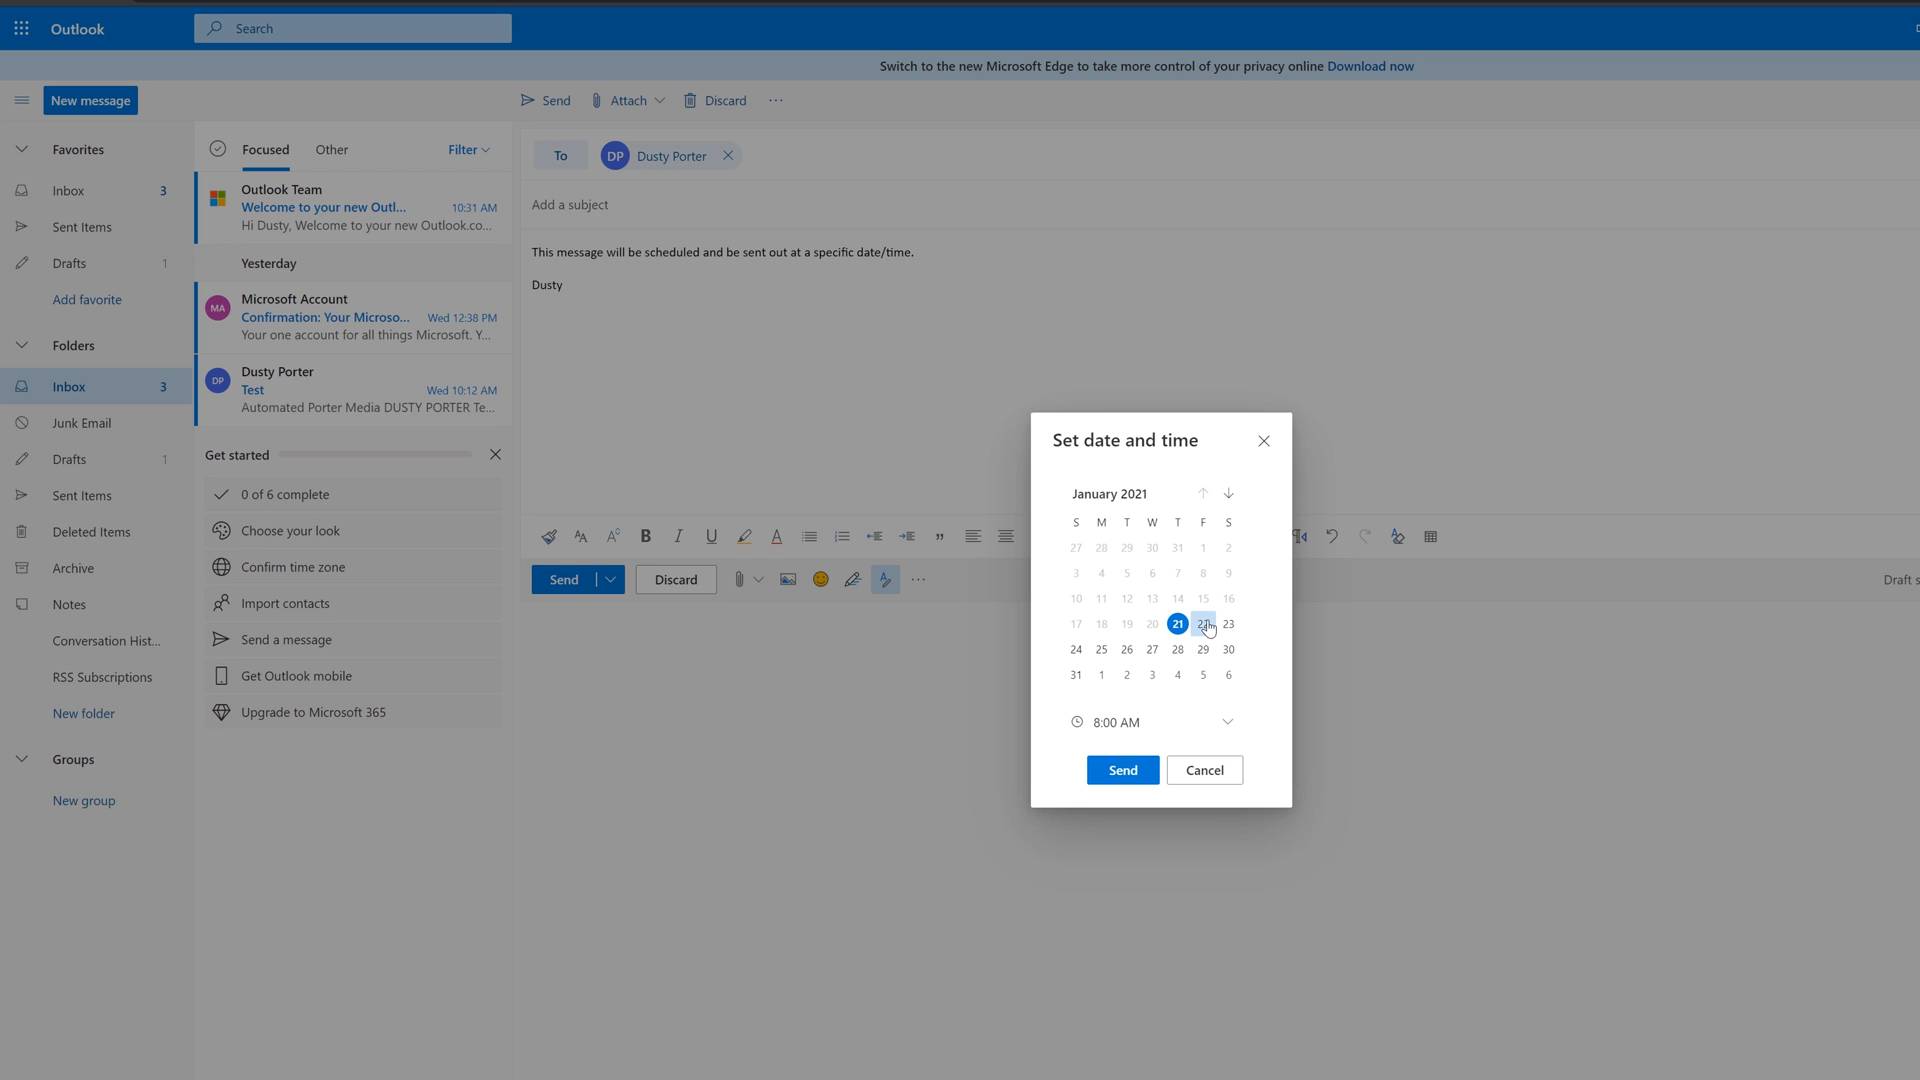 Outlook
Search
Switch to the new Microsoft Edge to take more control of your privacy online Download now
New message
Send
Attach
Discard
Favorites
Inbox 3
Sent Items
Drafts 1
Add favorite
Folders
Inbox 3
Junk Email
Drafts 1
Sent Items
Deleted Items
Archive
Notes
Conversation Hist...
RSS Subscriptions
New folder
Groups
New group
Focused Other Filter
Outlook Team
Welcome to your new Outl... 10:31 AM
Hi Dusty, Welcome to your new Outlook.co...
Yesterday
MA
Microsoft Account
Confirmation: Your Microso... Wed 12:38 PM
Your one account for all things Microsoft. Y...
DP
Dusty Porter
Test Wed 10:12 AM
Automated Porter Media DUSTY PORTER Te...
Get started
0 of 6 complete
Choose your look
Confirm time zone
Import contacts
Send a message
Get Outlook mobile
Upgrade to Microsoft 365
To DP Dusty Porter
Add a subject
This message will be scheduled and be sent out at a specific date/time.
Dusty
Send Discard
Draft s
Set date and time
January 2021
S M T W T F S
27 28 29 30 31 1 2
3 4 5 6 7 8 9
10 11 12 13 14 15 16
17 18 19 20 21 22 23
24 25 26 27 28 29 30
31 1 2 3 4 5 6
8:00 AM
Send Cancel